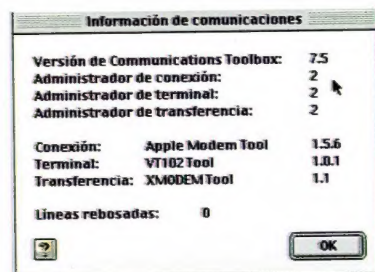 Información de comunicaciones
Versión de Communications Toolbox: 7.5
Administrador de conexión: 2
Administrador de terminal: 2
Administrador de transferencia: 2
Conexión: Apple Modem Tool 1.5.6
Terminal: VT102 Tool 1.0.1
Transferencia: XMODEM Tool 1.1
Líneas rebosadas: 0
?
OK